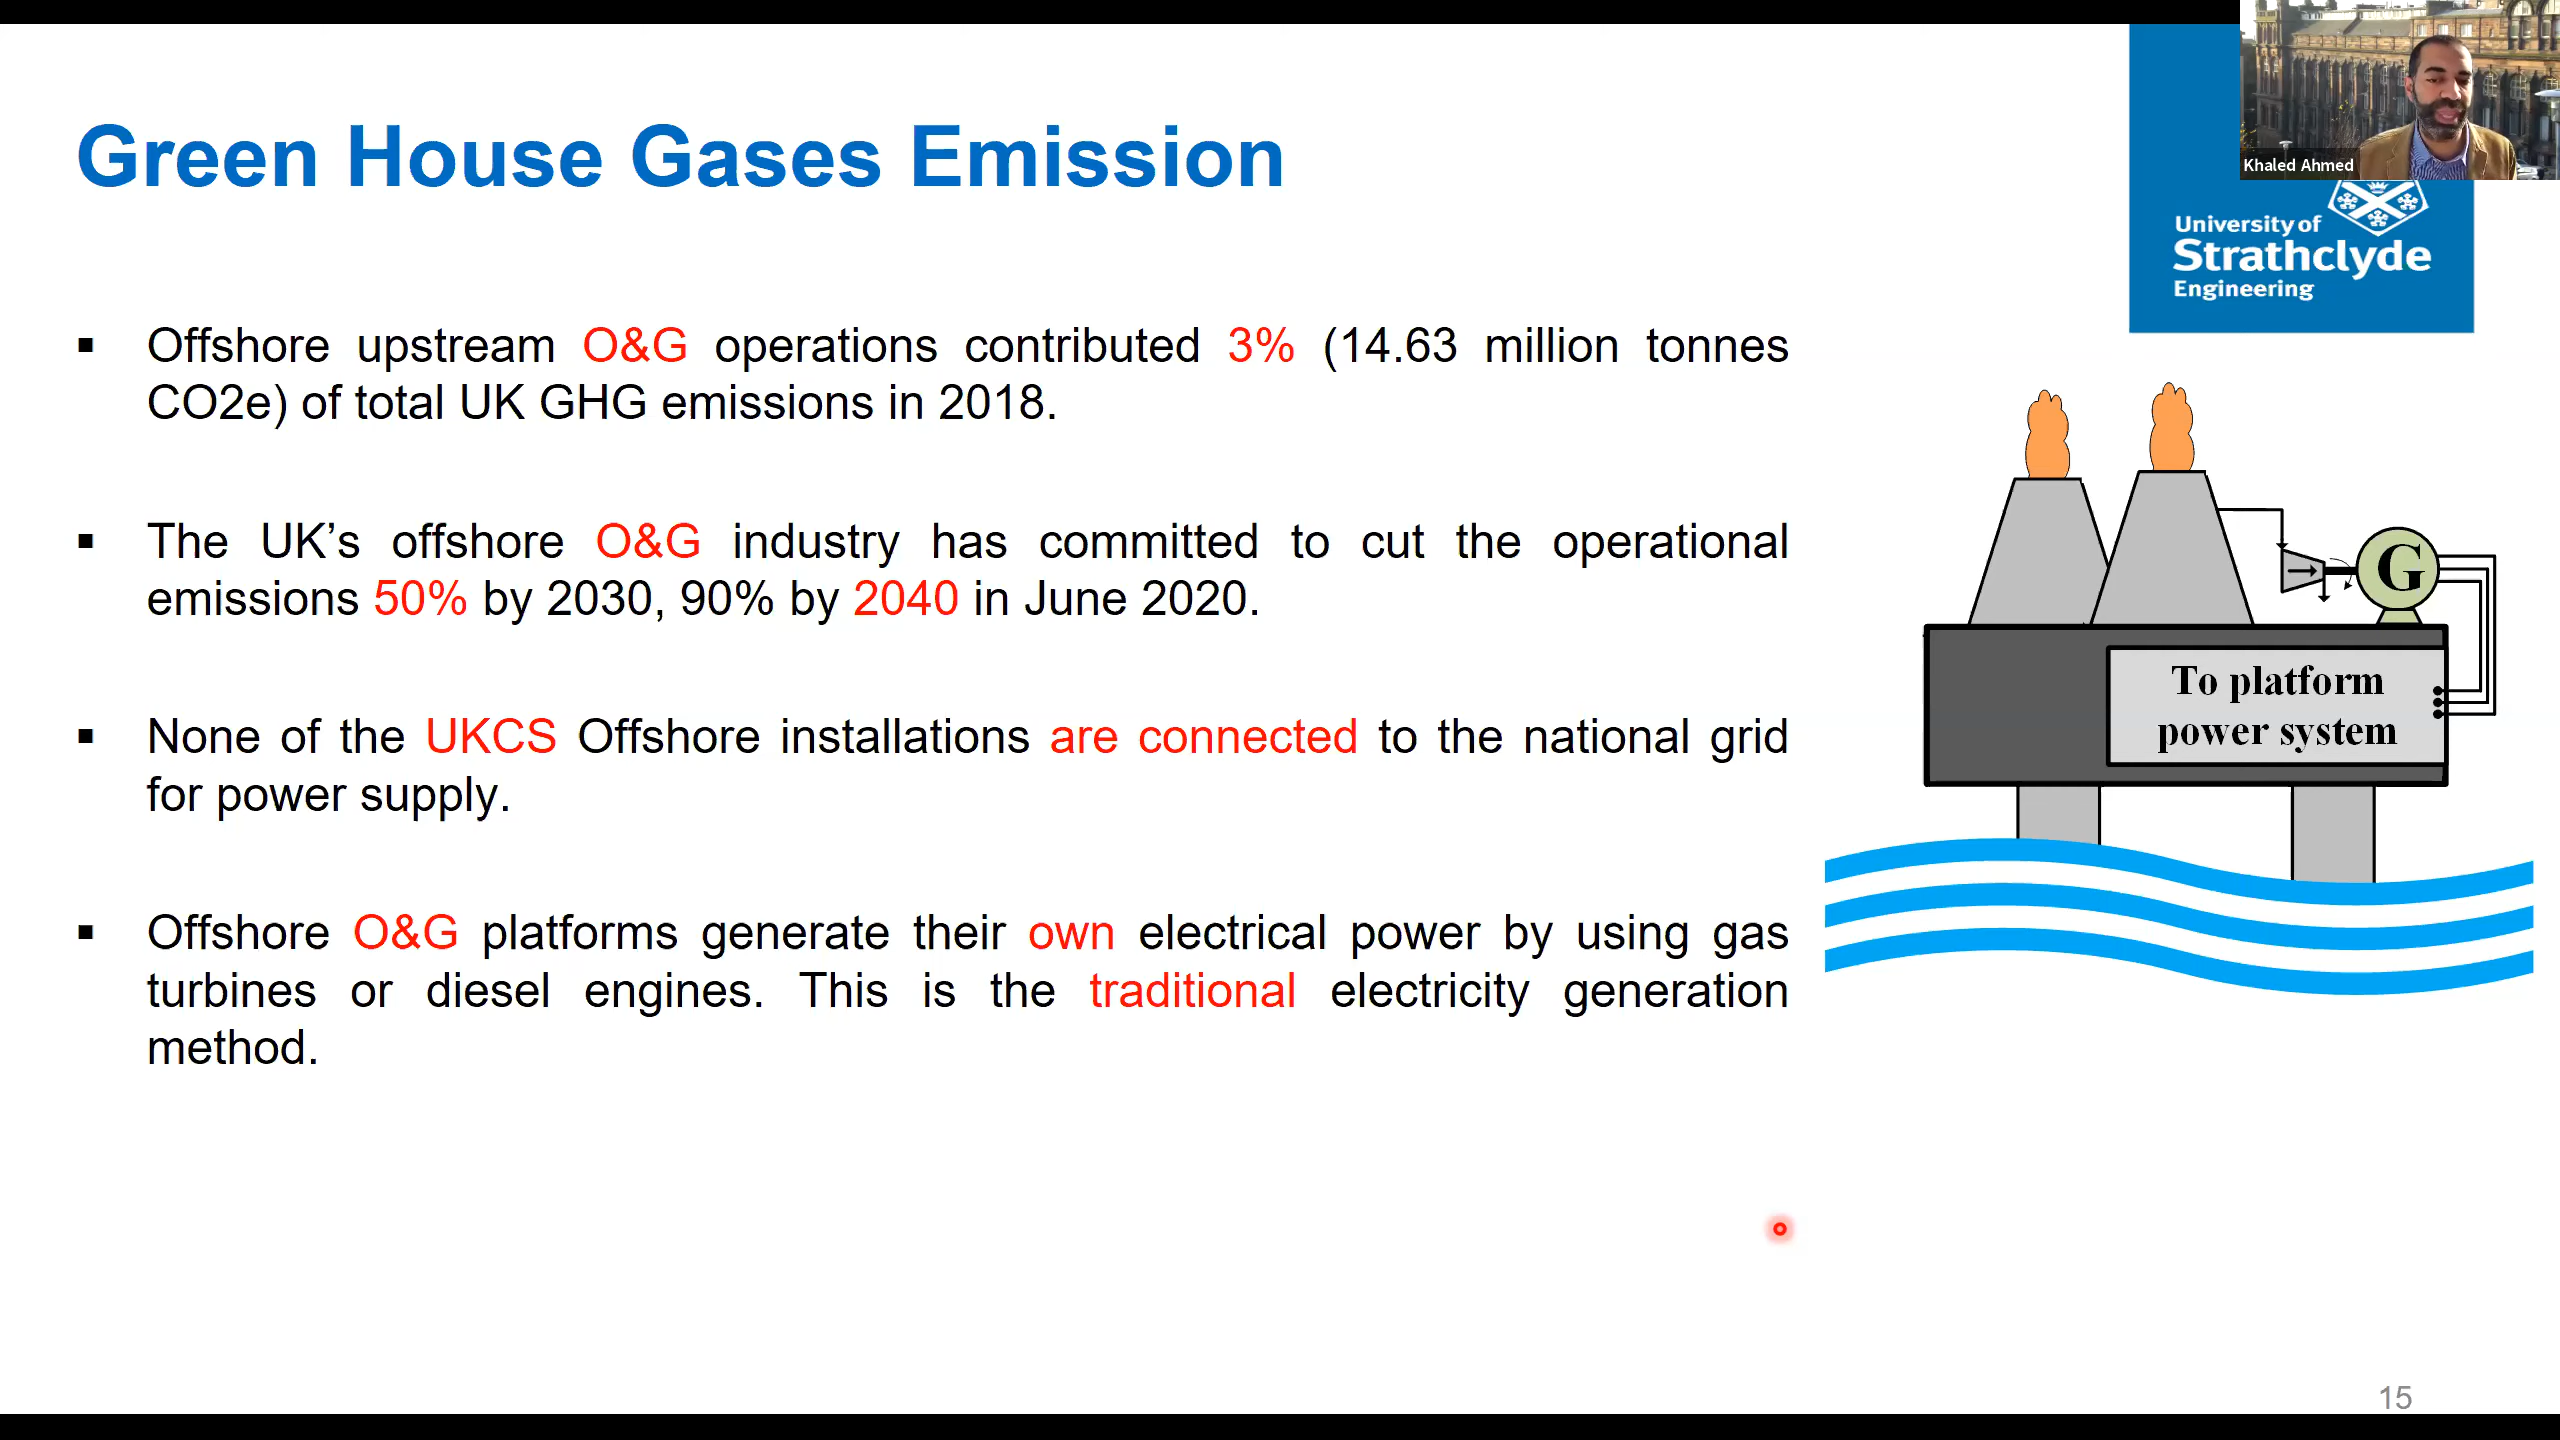 Green House Gases Emission
Khaled Ahmed
University of
Strathclyde
Engineering
▪ Offshore upstream O&G operations contributed 3% (14.63 million tonnes
CO2e) of total UK GHG emissions in 2018.
▪ The UK’s offshore O&G industry has committed to cut the operational
emissions 50% by 2030, 90% by 2040 in June 2020.
▪ None of the UKCS Offshore installations are connected to the national grid
for power supply.
▪ Offshore O&G platforms generate their own electrical power by using gas
turbines or diesel engines. This is the traditional electricity generation
method.
G
To platform
power system
15